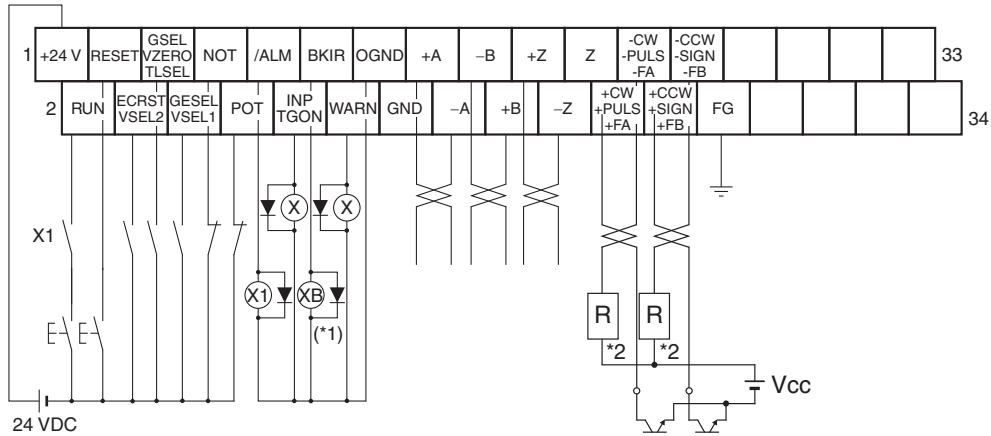 1
+24 V
RESET
GSEL
VZERO
TLSEL
NOT
/ALM
BKIR
OGND
+A
−B
+Z
Z
-CW
-PULS
-FA
-CCW
-SIGN
-FB
33
2
RUN
ECRST
VSEL2
GESEL
VSEL1
POT
INP
TGON
WARN
GND
−A
+B
−Z
+CW
+PULS
+FA
+CCW
+SIGN
+FB
FG
34
X
X
X1
X1
XB
(*1)
R
R
*2
*2
Vcc
24 VDC